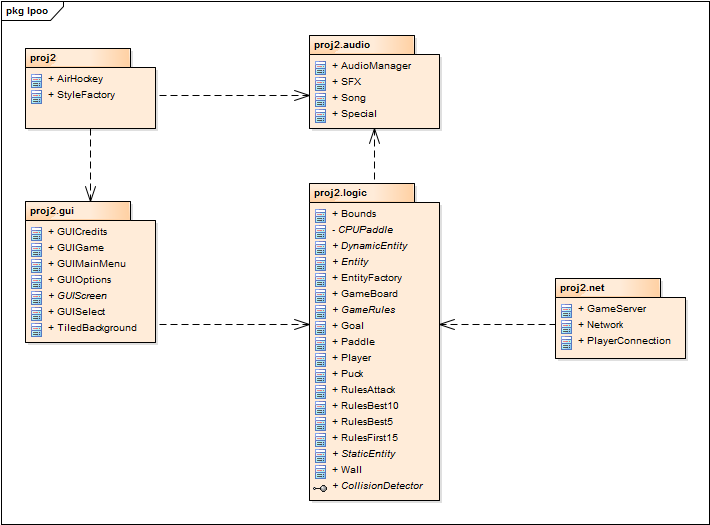 pkg lpoo
proj2
+ AirHockey
+ StyleFactory
proj2.audio
+ AudioManager
+ SFX
+ Song
+ Special
proj2.gui
+ GUICredits
+ GUIGame
+ GUIMainMenu
+ GUIOptions
+ GUIScreen
+ GUISelect
+ TiledBackground
proj2.logic
+ Bounds
- CPUPaddle
+ DynamicEntity
+ Entity
+ EntityFactory
+ GameBoard
+ GameRules
+ Goal
+ Paddle
+ Player
+ Puck
+ RulesAttack
+ RulesBest10
+ RulesBest5
+ RulesFirst15
+ StaticEntity
+ Wall
+ CollisionDetector
proj2.net
+ GameServer
+ Network
+ PlayerConnection